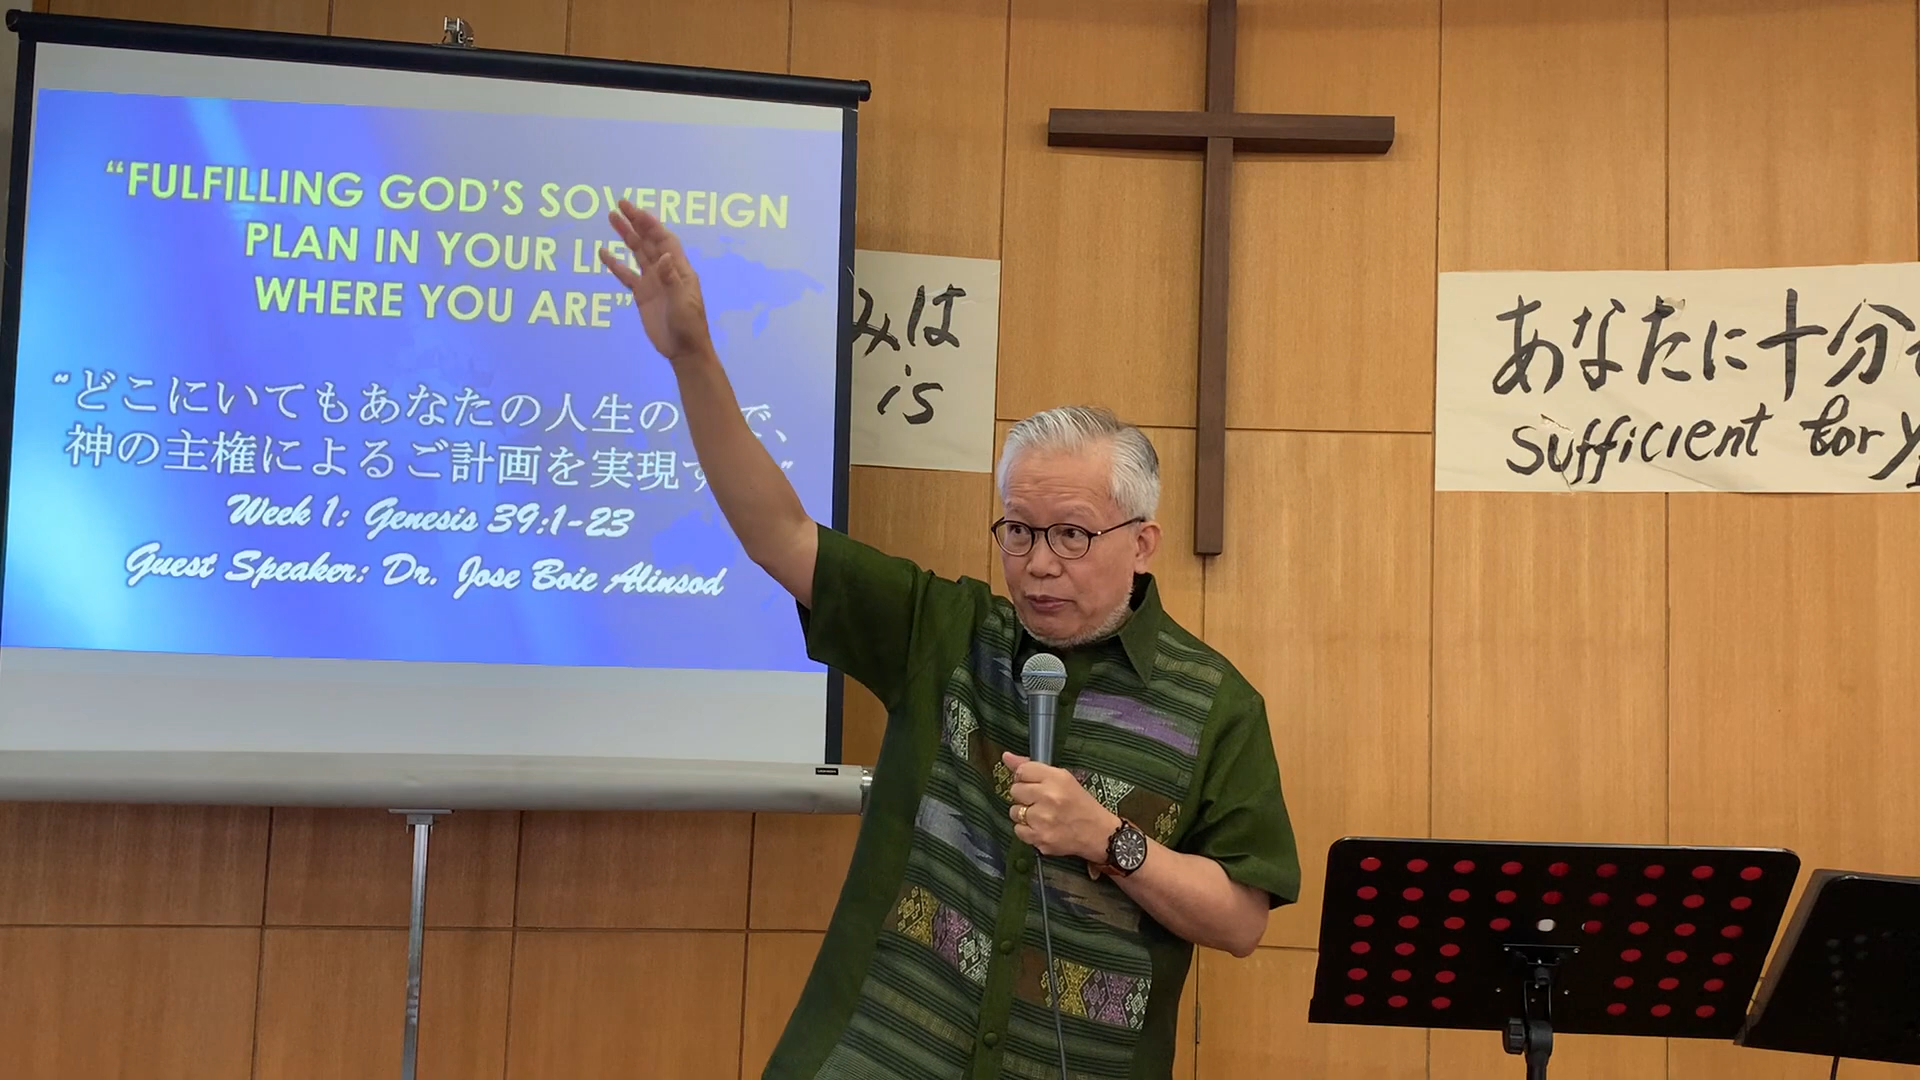 “FULFILLING GOD’S SOVEREIGN
PLAN IN YOUR
WHERE YOU ARE”
“どこにいてもあなたの人生の で、
神の主権によるご計画を実現す ”
Week 1: Genesis 39:1-23
Guest Speaker: Dr. Jose Boie Alinsod
みは
is
あなたに十分
Sufficient for